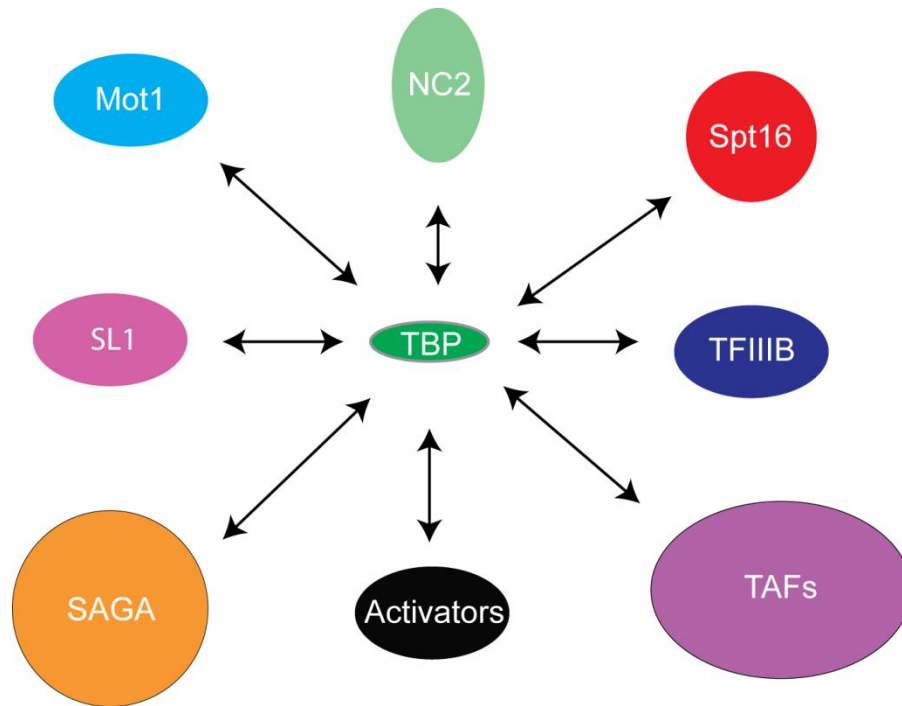 Mot1
NC2
Spt16
SL1
TBP
TFIIIB
SAGA
Activators
TAFs